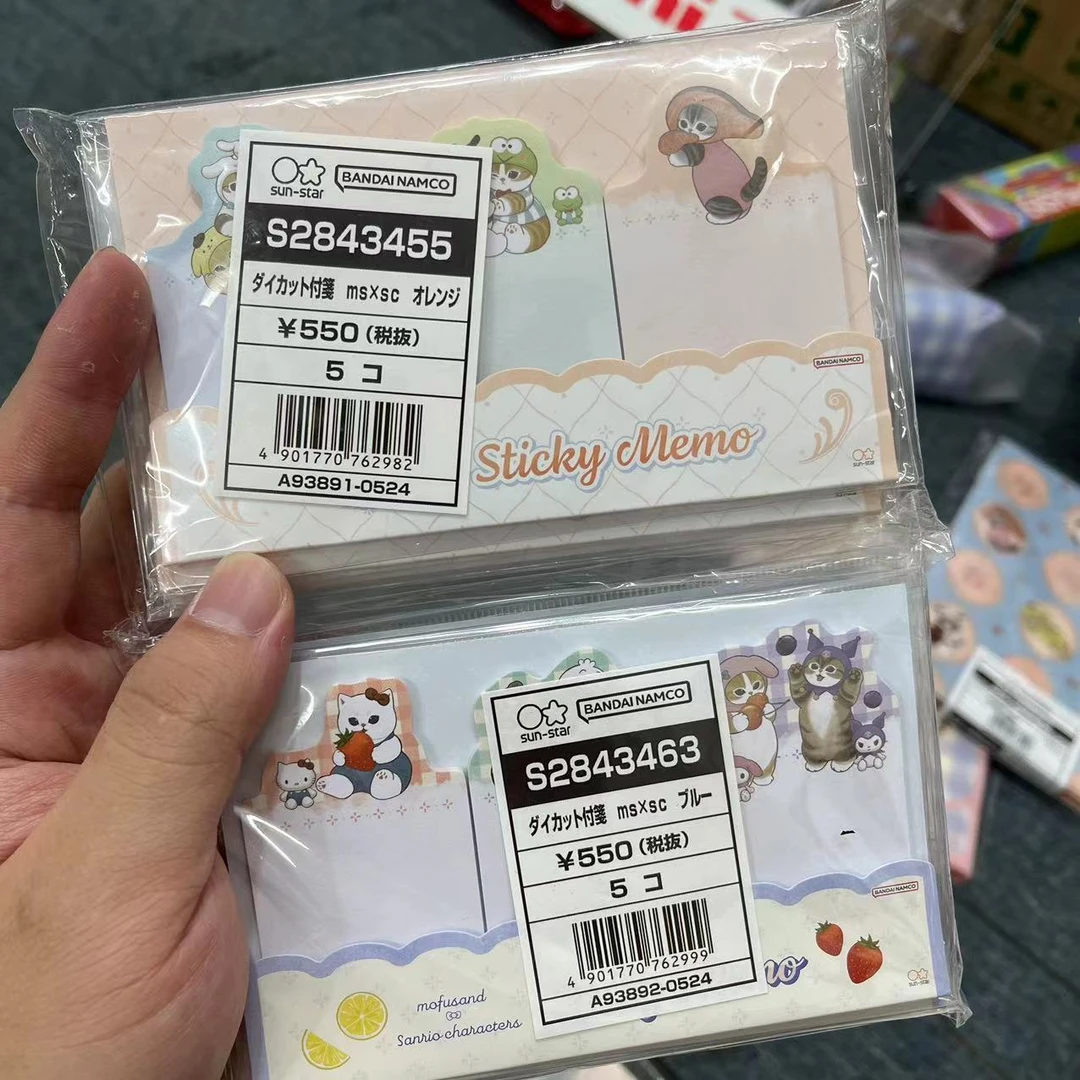 sun-star BANDAI NAMCO
S2843455
ダイカット付箋 ms×sc オレンジ
¥550(税抜)
5 コ
4 901770 762982
A93891-0524
BANDAI NAMCO
Sticky Memo
sun-star
sun-star BANDAI NAMCO
S2843463
ダイカット付箋 ms×sc ブルー
¥550(税抜)
5 コ
4 901770 762999
A93892-0524
BANDAI NAMCO
mofusand
Sanrio characters
sun-star